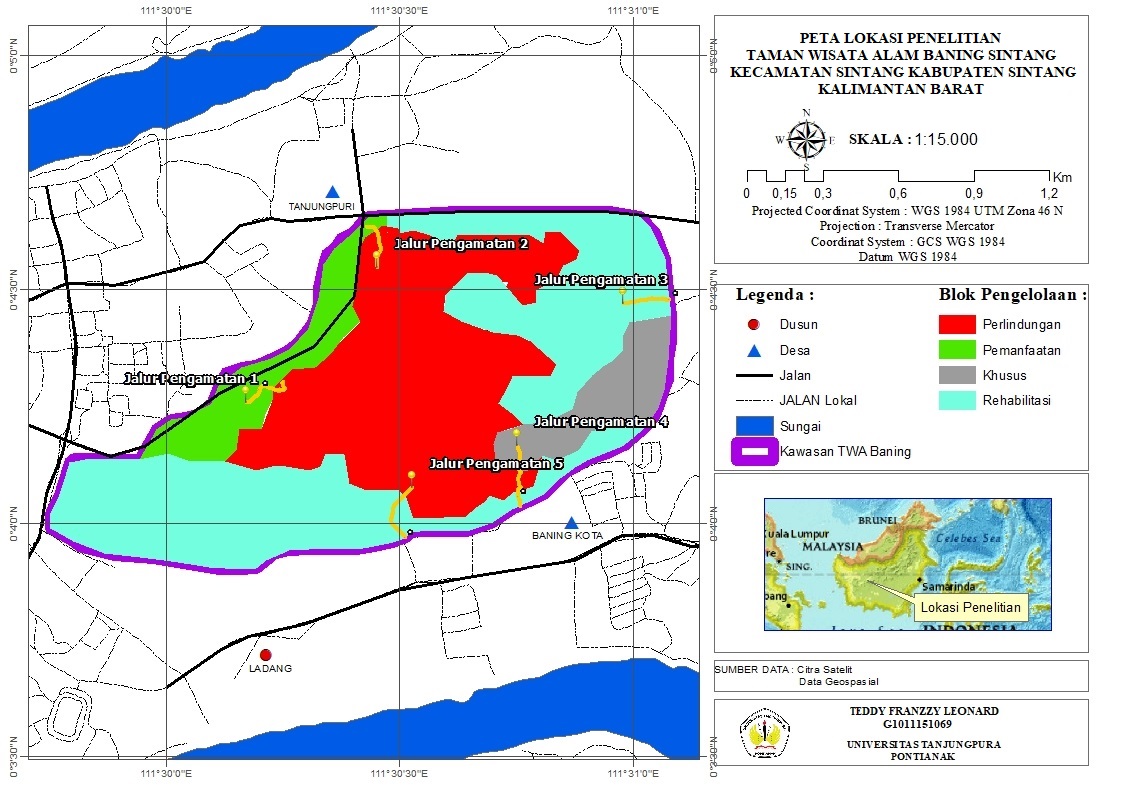 111°30'0"E
111°30'30"E
111°31'0"E
0°5'0"N
0°4'30"N
0°4'0"N
0°3'30"N
0°5'0"N
0°4'30"N
0°4'0"N
0°3'30"N
TANJUNGPURI
Jalur Pengamatan 2
Jalur Pengamatan 3
Jalur Pengamatan 1
Jalur Pengamatan 4
Jalur Pengamatan 5
BANING KOTA
LADANG
111°30'0"E
111°30'30"E
111°31'0"E
PETA LOKASI PENELITIAN
TAMAN WISATA ALAM BANING SINTANG
KECAMATAN SINTANG KABUPATEN SINTANG
KALIMANTAN BARAT
N
W E
S
SKALA : 1:15.000
Km
0 0,15 0,3 0,6 0,9 1,2
Projected Coordinat System : WGS 1984 UTM Zona 46 N
Projection : Transverse Mercator
Coordinat System : GCS WGS 1984
Datum WGS 1984
Legenda :
Dusun
Desa
Jalan
JALAN Lokal
Sungai
Kawasan TWA Baning
Blok Pengelolaan :
Perlindungan
Pemanfaatan
Khusus
Rehabilitasi
BRUNEI
Kuala Lumpur
MALAYSIA
Celebes Sea
re
SING.
Samarinda
bang
Lokasi Penelitian
INDONESIA
SUMBER DATA : Citra Satelit
Data Geospasial
TEDDY FRANZZY LEONARD
G1011151069
UNIVERSITAS TANJUNGPURA
PONTIANAK